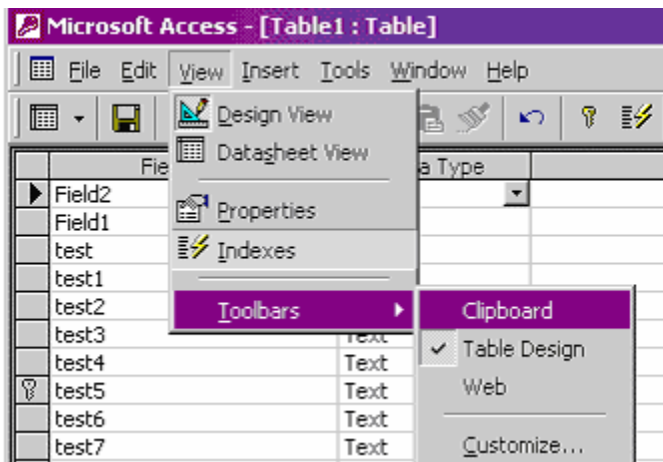 Microsoft Access - [Table1 : Table]
File Edit View Insert Tools Window Help
Design View
Datasheet View
Properties
Indexes
Toolbars
Clipboard
Table Design
Web
Customize...
Fie
a Type
Field2
Field1
test
test1
test2
test3 Text
test4 Text
test5 Text
test6 Text
test7 Text